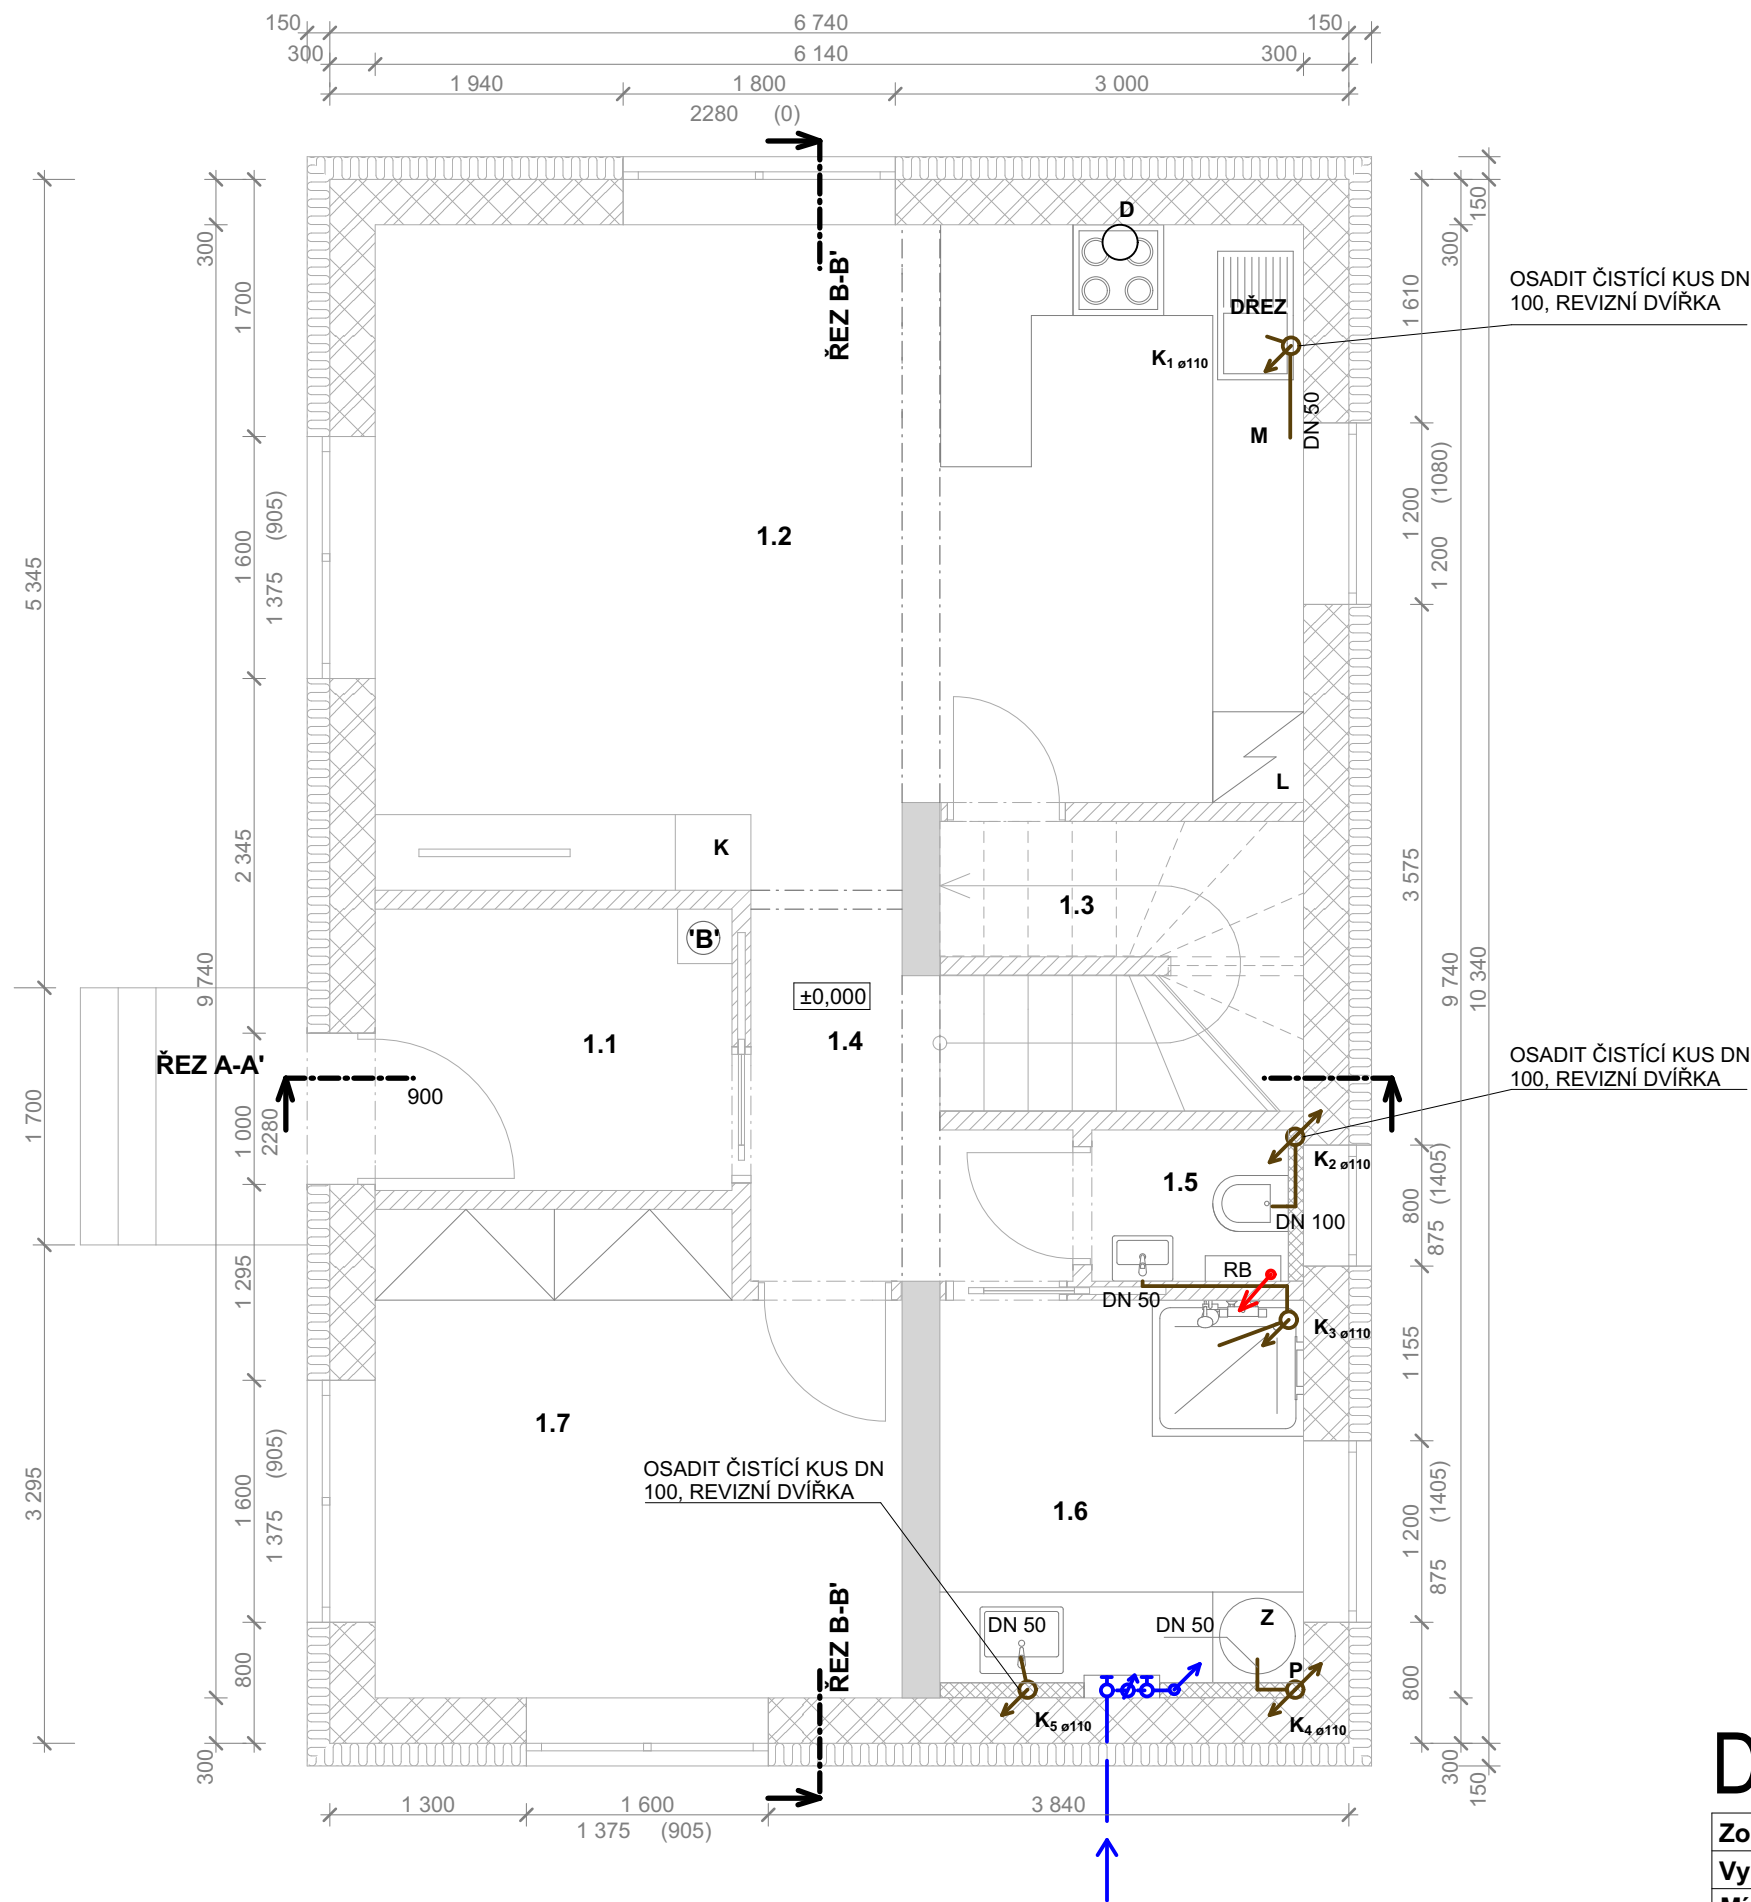 150
6 740
150
300
6 140
300
1 940
1 800
3 000
2280 (0)
D
ŘEZ B-B'
DŘEZ
K1 ø110
DN 50
M
OSADIT ČISTÍCÍ KUS DN
100, REVIZNÍ DVÍŘKA
300
1 700
1 600
1 375 (905)
5 345
150
300
1 610
1 200
1 200 (1080)
1.2
L
K
2 345
9 740
3 575
9 740
10 340
1.3
'B'
±0,000
1.1
1.4
ŘEZ A-A'
900
1 700
1 000
2280
OSADIT ČISTÍCÍ KUS DN
100, REVIZNÍ DVÍŘKA
K2 ø110
1.5
DN 100
RB
DN 50
K3 ø110
800
875 (1405)
1 295
1 155
1.7
OSADIT ČISTÍCÍ KUS DN
100, REVIZNÍ DVÍŘKA
1.6
3 295
1 600
1 375 (905)
1 200
875 (1405)
ŘEZ B-B'
DN 50
DN 50
Z
P
K5 ø110
K4 ø110
800
300
800
300
150
1 300
1 600
3 840
1 375 (905)
D
Zo
Vy